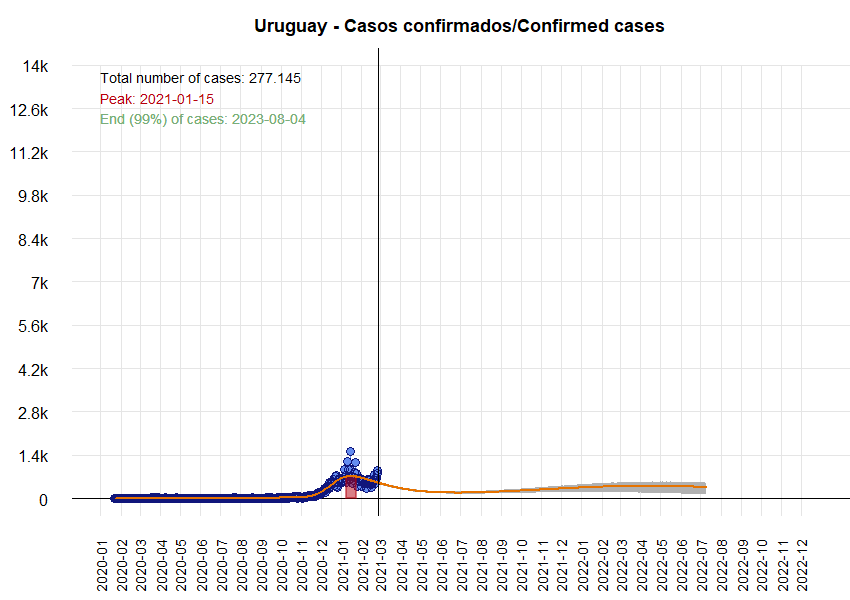 Uruguay - Casos confirmados/Confirmed cases
Total number of cases: 277.145
Peak: 2021-01-15
End (99%) of cases: 2023-08-04
14k
12.6k
11.2k
9.8k
8.4k
7k
5.6k
4.2k
2.8k
1.4k
0
2020-01
2020-02
2020-03
2020-04
2020-05
2020-06
2020-07
2020-08
2020-09
2020-10
2020-11
2020-12
2021-01
2021-02
2021-03
2021-04
2021-05
2021-06
2021-07
2021-08
2021-09
2021-10
2021-11
2021-12
2022-01
2022-02
2022-03
2022-04
2022-05
2022-06
2022-07
2022-08
2022-09
2022-10
2022-11
2022-12